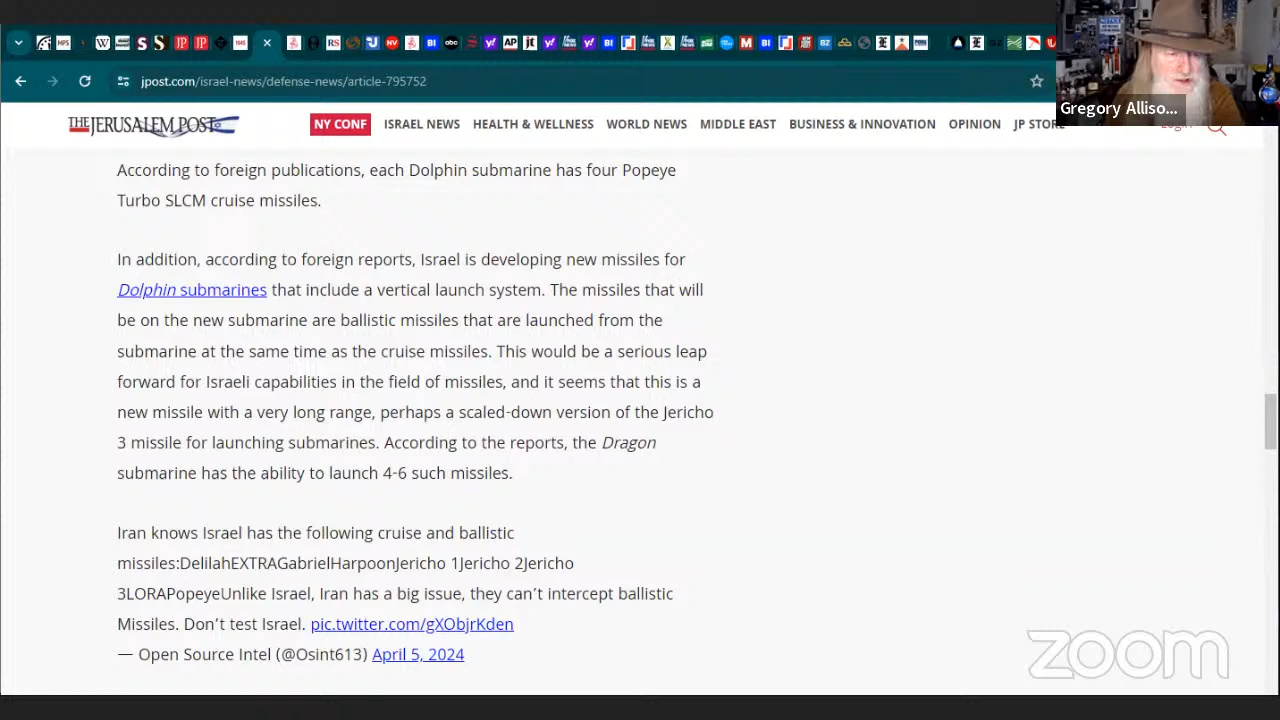 jpost.com/israel-news/defense-news/article-795752
Gregory Alliso...
THE JERUSALEM POST
NY CONF
ISRAEL NEWS
HEALTH & WELLNESS
WORLD NEWS
MIDDLE EAST
BUSINESS & INNOVATION
OPINION
JP STORE
Login
According to foreign publications, each Dolphin submarine has four Popeye
Turbo SLCM cruise missiles.
In addition, according to foreign reports, Israel is developing new missiles for
Dolphin submarines that include a vertical launch system. The missiles that will
be on the new submarine are ballistic missiles that are launched from the
submarine at the same time as the cruise missiles. This would be a serious leap
forward for Israeli capabilities in the field of missiles, and it seems that this is a
new missile with a very long range, perhaps a scaled-down version of the Jericho
3 missile for launching submarines. According to the reports, the Dragon
submarine has the ability to launch 4-6 such missiles.
Iran knows Israel has the following cruise and ballistic
missiles:DelilahEXTRAGabrielHarpoonJericho 1Jericho 2Jericho
3LORAPopeyeUnlike Israel, Iran has a big issue, they can’t intercept ballistic
Missiles. Don’t test Israel. pic.twitter.com/gXObjrKden
— Open Source Intel (@Osint613) April 5, 2024
zoom